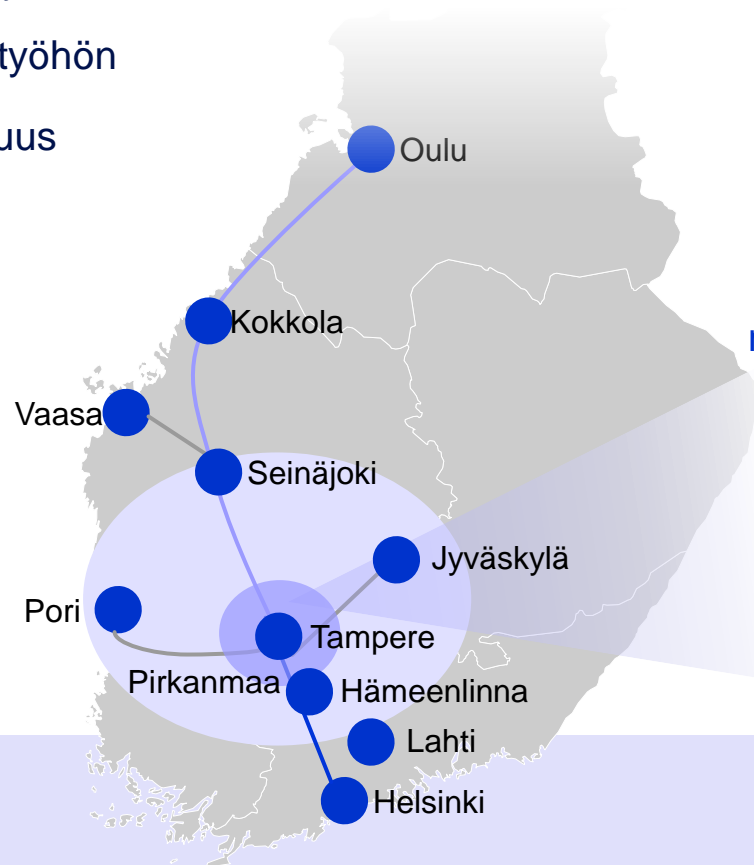 työhön
uus
Oulu
Kokkola
Vaasa
Seinäjoki
Jyväskylä
Pori
Tampere
Pirkanmaa
Hämeenlinna
Lahti
Helsinki